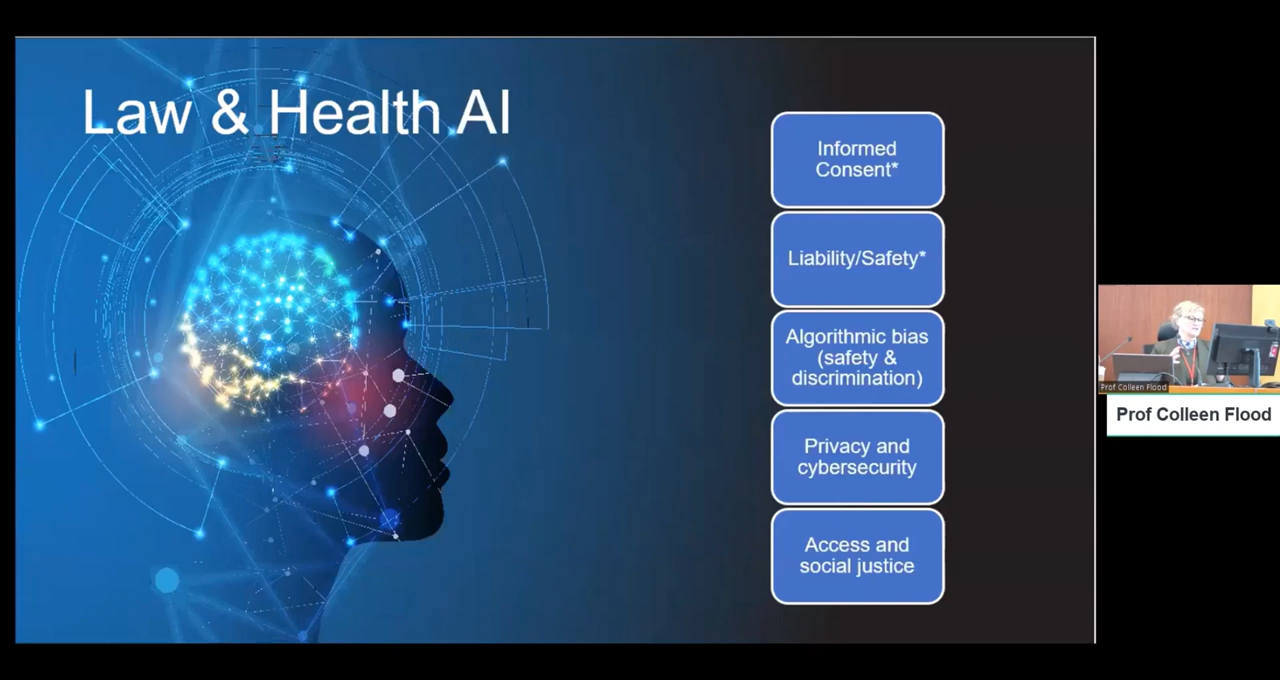 Law & Health AI
Informed
Consent*
Liability/Safety*
Algorithmic bias
(safety &
discrimination)
Privacy and
cybersecurity
Access and
social justice
Prof Colleen Flood
Prof Colleen Flood